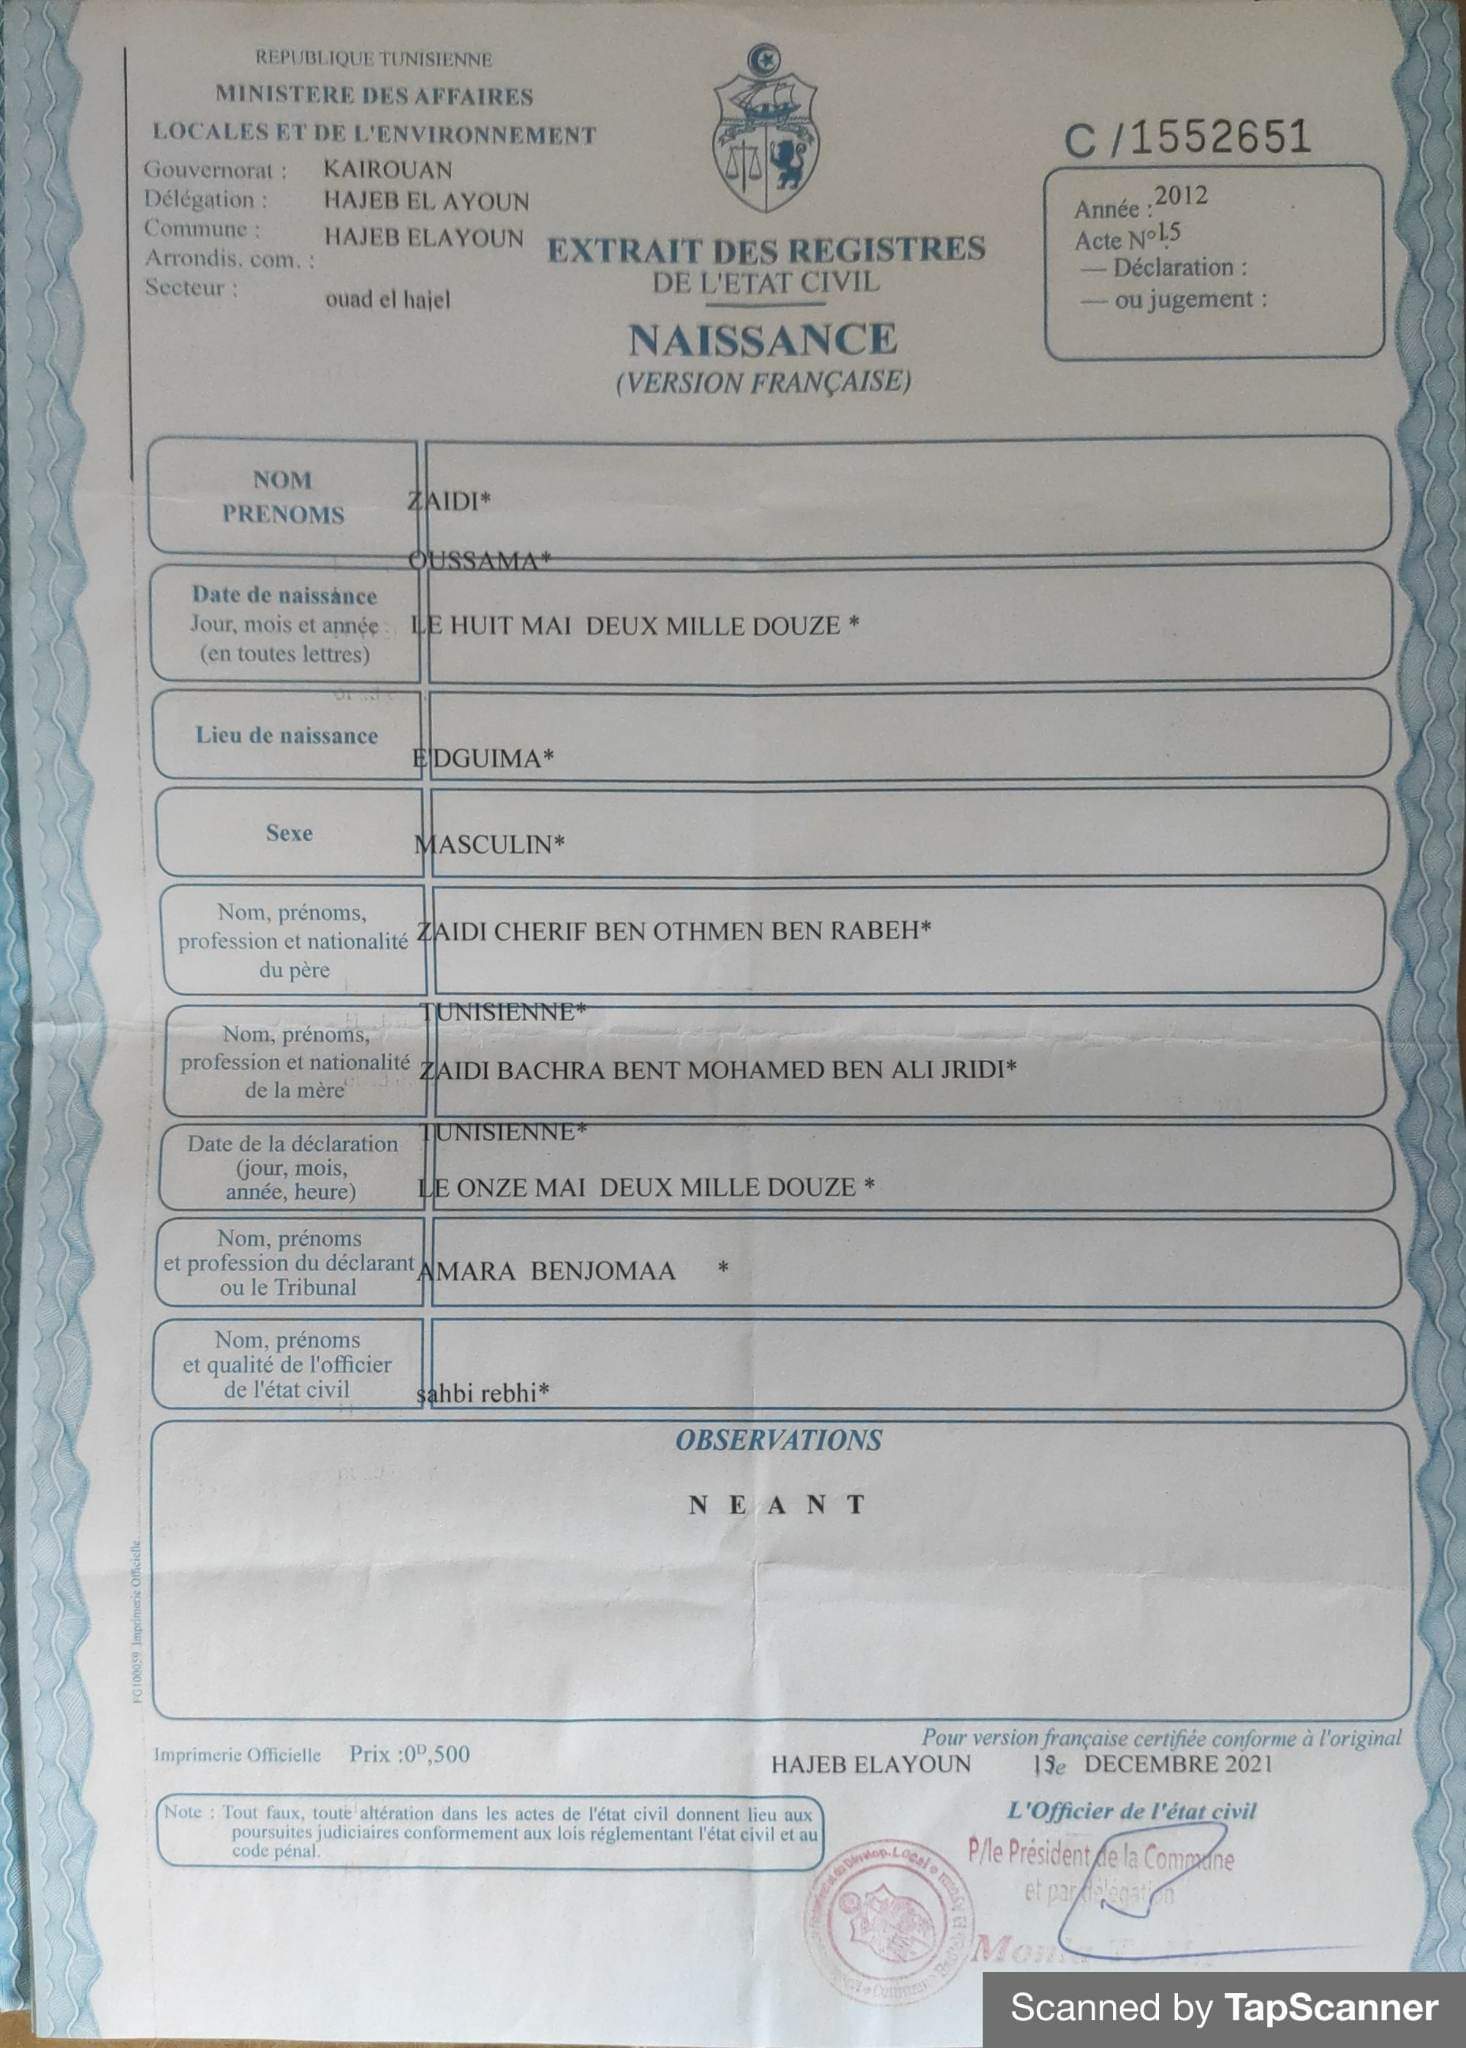 REPUBLIQUE TUNISIENNE
MINISTERE DES AFFAIRES
LOCALES ET DE L'ENVIRONNEMENT
Gouvernorat : KAIROUAN
Délégation : HAJEB EL AYOUN
Commune : HAJEB ELAYOUN
Arrondis. com. :
Secteur : ouad el hajel
EXTRAIT DES REGISTRES
DE L'ETAT CIVIL
NAISSANCE
(VERSION FRANÇAISE)
C / 1552651
Année : 2012
Acte N° 15
— Déclaration :
— ou jugement :
NOM
PRENOMS
ZAIDI*
OUSSAMA*
Date de naissance
Jour, mois et année
(en toutes lettres)
LE HUIT MAI DEUX MILLE DOUZE *
Lieu de naissance
E'DGUIMA*
Sexe
MASCULIN*
Nom, prénoms,
profession et nationalité
du père
ZAIDI CHERIF BEN OTHMEN BEN RABEH*
TUNISIENNE*
Nom, prénoms,
profession et nationalité
de la mère
ZAIDI BACHRA BENT MOHAMED BEN ALI JRIDI*
TUNISIENNE*
Date de la déclaration
(jour, mois,
année, heure)
LE ONZE MAI DEUX MILLE DOUZE *
Nom, prénoms
et profession du déclarant
ou le Tribunal
AMARA BENJOMAA *
Nom, prénoms
et qualité de l'officier
de l'état civil
sahbi rebhi*
OBSERVATIONS
N E A N T
FG100059 Imprimerie Officielle
Imprimerie Officielle Prix :0ᴰ,500
Pour version française certifiée conforme à l'original
HAJEB ELAYOUN DECEMBRE 2021
Note : Tout faux, toute altération dans les actes de l'état civil donnent lieu aux
poursuites judiciaires conformement aux lois réglementant l'état civil et au
code pénal.
L'Officier de l'état civil
P/le Président de la Commune
et par délégation
Scanned by TapScanner